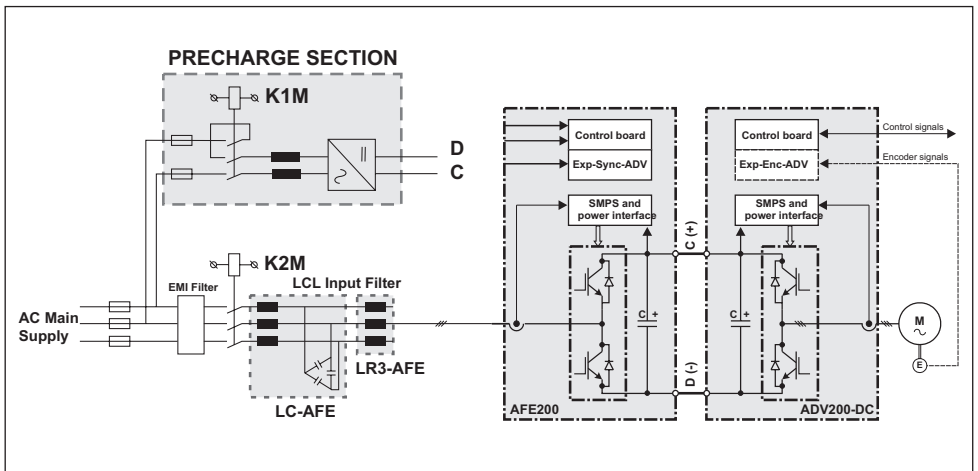 PRECHARGE SECTION
K1M
D
C
K2M
EMI Filter
LCL Input Filter
AC Main
Supply
LR3-AFE
LC-AFE
Control board
Exp-Sync-ADV
SMPS and
power interface
C +
AFE200
C (+)
D (-)
Control board
Exp-Enc-ADV
SMPS and
power interface
C +
ADV200-DC
Control signals
Encoder signals
M
~
E